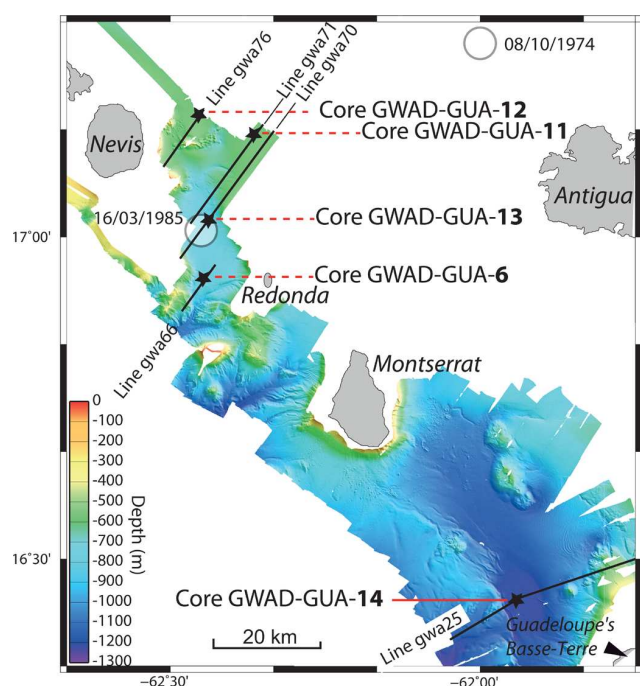 08/10/1974
Line gwa76
Line gwa71
Line gwa70
Core GWAD-GUA-12
Core GWAD-GUA-11
Nevis
Antigua
16/03/1985
Core GWAD-GUA-13
17°00'
Core GWAD-GUA-6
Redonda
Line gwa66
Montserrat
0
-100
-200
-300
-400
-500
-600
-700
-800
-900
-1000
-1100
-1200
-1300
Depth (m)
16°30'
Core GWAD-GUA-14
Line gwa25
Guadeloupe's
Basse-Terre
20 km
−62°30'
−62°00'